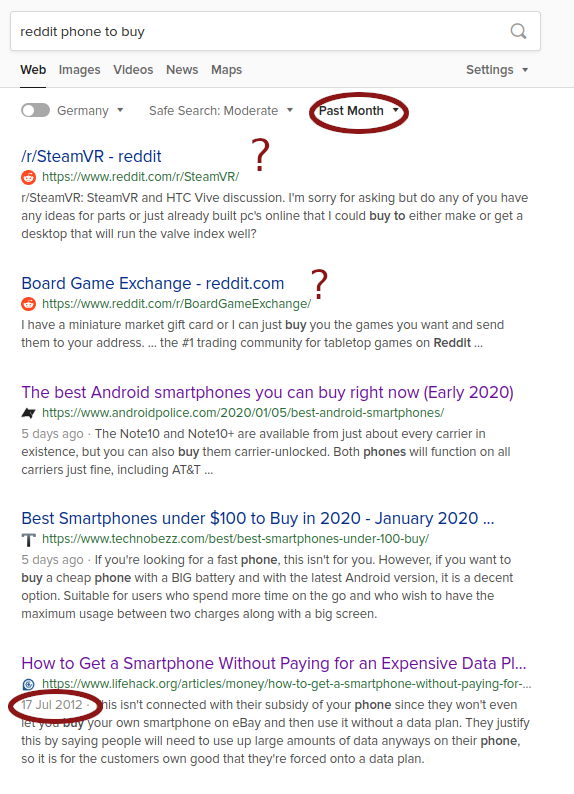 reddit phone to buy
Web Images Videos News Maps Settings
Germany Safe Search: Moderate Past Month
/r/SteamVR - reddit ?
https://www.reddit.com/r/SteamVR/
r/SteamVR: SteamVR and HTC Vive discussion. I'm sorry for asking but do any of you have
any ideas for parts or just already built pc's online that I could buy to either make or get a
desktop that will run the valve index well?
Board Game Exchange - reddit.com ?
https://www.reddit.com/r/BoardGameExchange/
I have a miniature market gift card or I can just buy you the games you want and send
them to your address. ... the #1 trading community for tabletop games on Reddit ...
The best Android smartphones you can buy right now (Early 2020)
https://www.androidpolice.com/2020/01/05/best-android-smartphones/
5 days ago · The Note10 and Note10+ are available from just about every carrier in
existence, but you can also buy them carrier-unlocked. Both phones will function on all
carriers just fine, including AT&T ...
Best Smartphones under $100 to Buy in 2020 - January 2020 ...
https://www.technobezz.com/best/best-smartphones-under-100-buy/
5 days ago · If you're looking for a fast phone, this isn't for you. However, if you want to
buy a cheap phone with a BIG battery and with the latest Android version, it is a decent
option. Suitable for users who spend more time on the go and who wish to have the
maximum usage between two charges along with a big screen.
How to Get a Smartphone Without Paying for an Expensive Data Pl...
https://www.lifehack.org/articles/money/how-to-get-a-smartphone-without-paying-for-...
17 Jul 2012 · This isn't connected with their subsidy of your phone since they won't even
let you buy your own smartphone on eBay and then use it without a data plan. They justify
this by saying people will need to use up large amounts of data anyways on their phone,
so it is for the customers own good that they're forced onto a data plan.